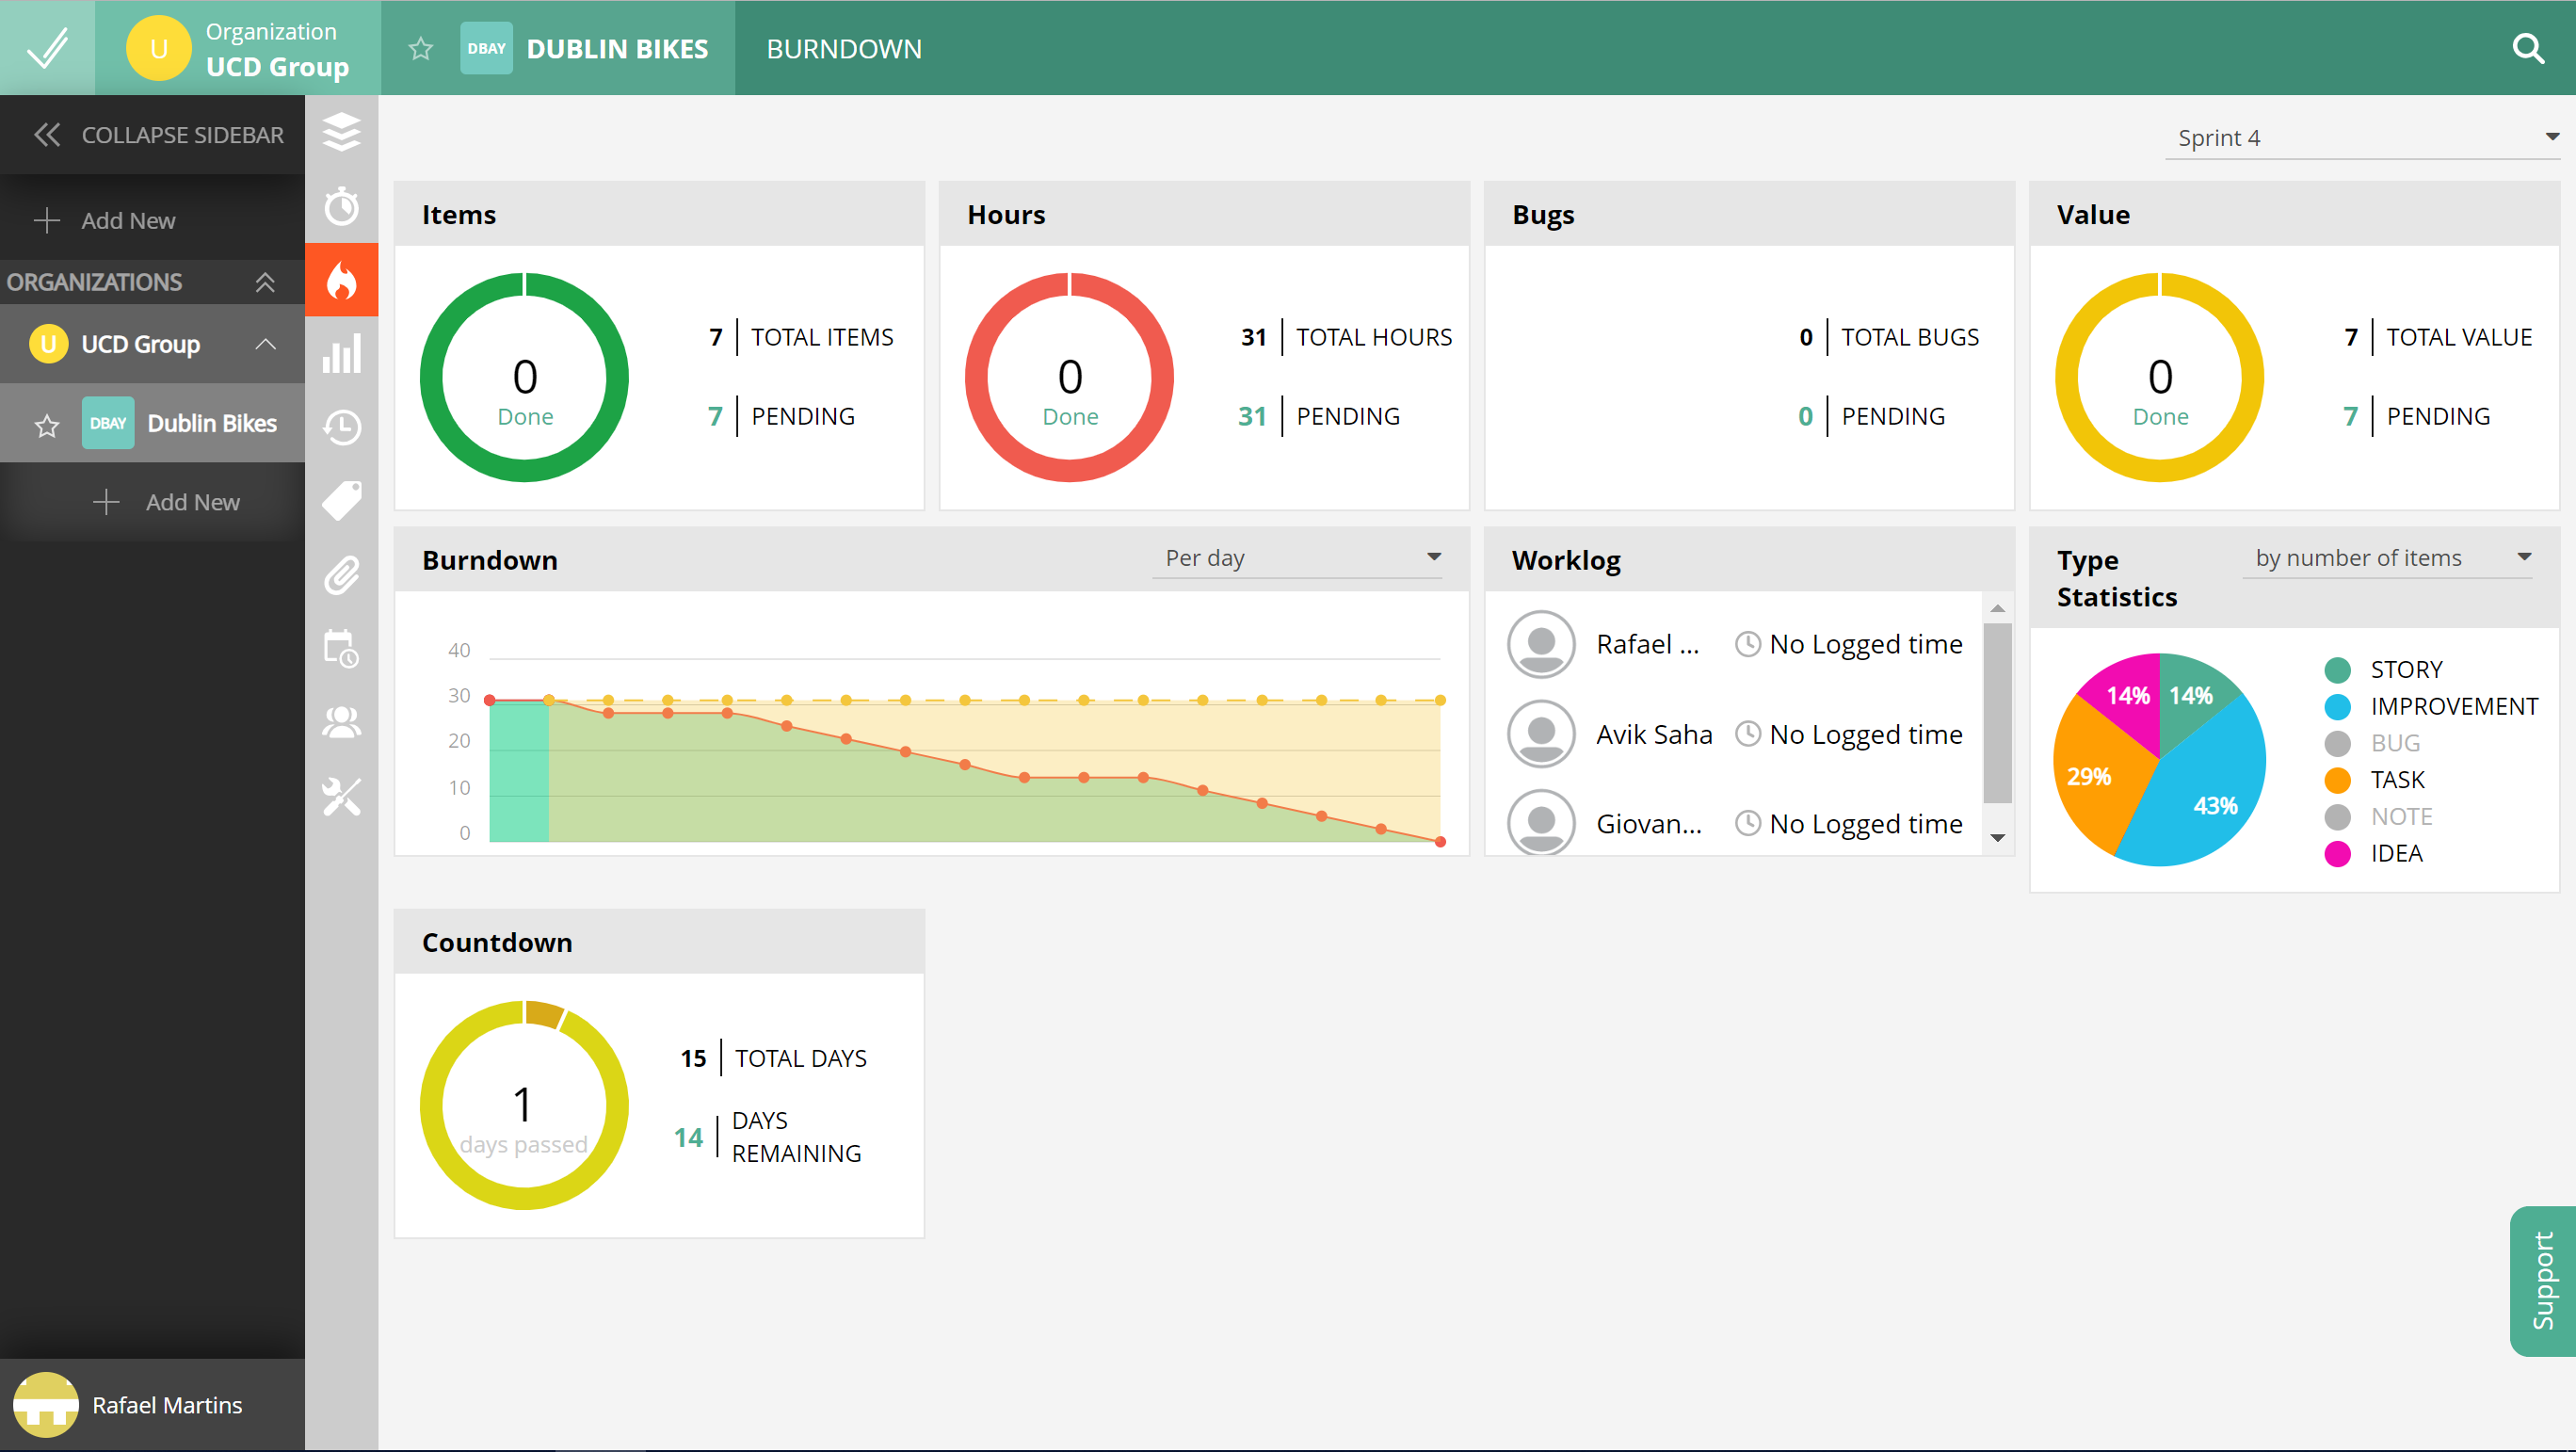 U
Organization
UCD Group
DBAY
DUBLIN BIKES
BURNDOWN
COLLAPSE SIDEBAR
Add New
ORGANIZATIONS
U
UCD Group
DBAY
Dublin Bikes
Add New
Rafael Martins
Sprint 4
Items
0
Done
7 TOTAL ITEMS
7 PENDING
Hours
0
Done
31 TOTAL HOURS
31 PENDING
Bugs
0 TOTAL BUGS
0 PENDING
Value
0
Done
7 TOTAL VALUE
7 PENDING
Burndown
Per day
40
30
20
10
0
Worklog
Rafael ... No Logged time
Avik Saha No Logged time
Giovan... No Logged time
Type
Statistics
by number of items
14%
14%
29%
43%
STORY
IMPROVEMENT
BUG
TASK
NOTE
IDEA
Countdown
1
days passed
15 TOTAL DAYS
14 DAYS
REMAINING
Support